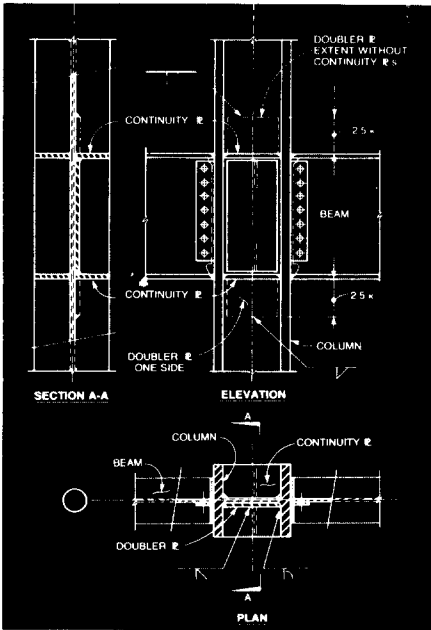 DOUBLER ⅊
EXTENT WITHOUT
CONTINUITY ⅊ s
CONTINUITY ⅊
2.5 K
BEAM
CONTINUITY ⅊
2.5 K
DOUBLER ⅊
ONE SIDE
COLUMN
SECTION A-A
ELEVATION
A
COLUMN
CONTINUITY ⅊
BEAM
DOUBLER ⅊
A
PLAN